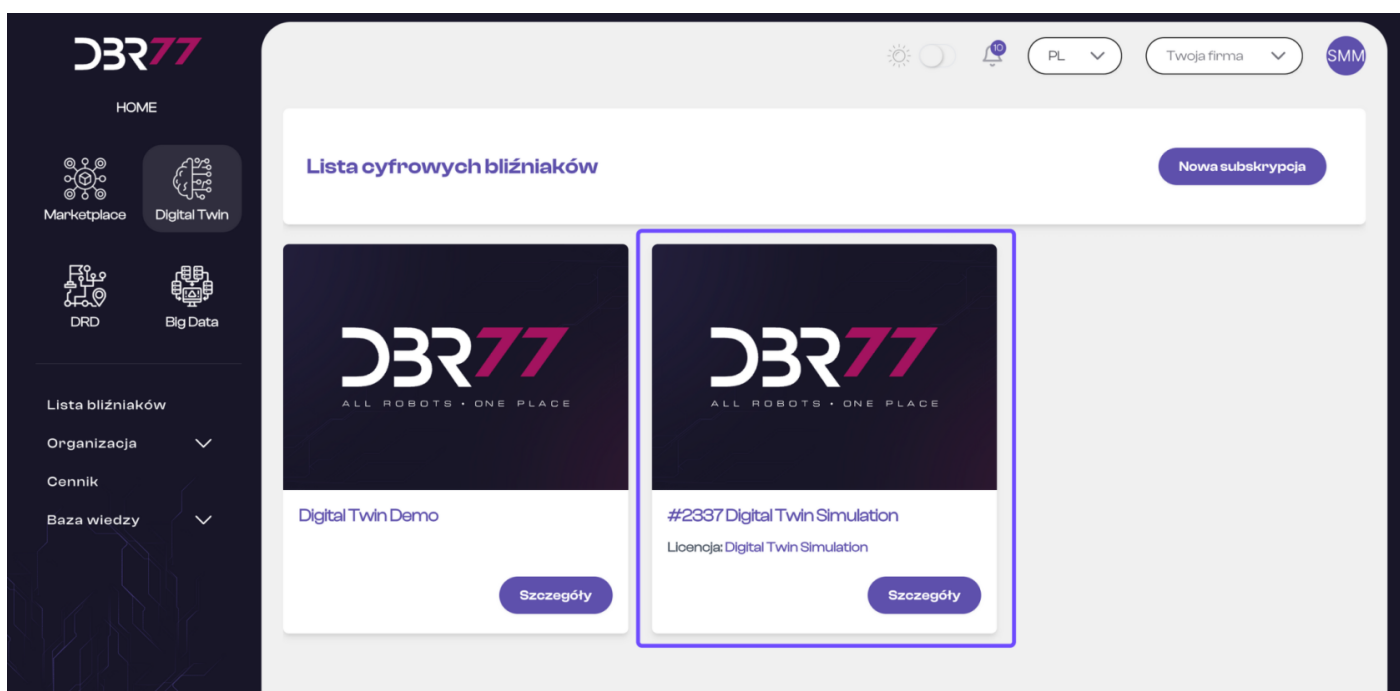 DBR77
HOME
Marketplace
Digital Twin
DRD
Big Data
Lista bliźniaków
Organizacja
Cennik
Baza wiedzy
10
PL
Twoja firma
SMM
Lista cyfrowych bliźniaków
Nowa subskrypcja
DBR77
ALL ROBOTS • ONE PLACE
Digital Twin Demo
Szczegóły
DBR77
ALL ROBOTS • ONE PLACE
#2337 Digital Twin Simulation
Licencja: Digital Twin Simulation
Szczegóły